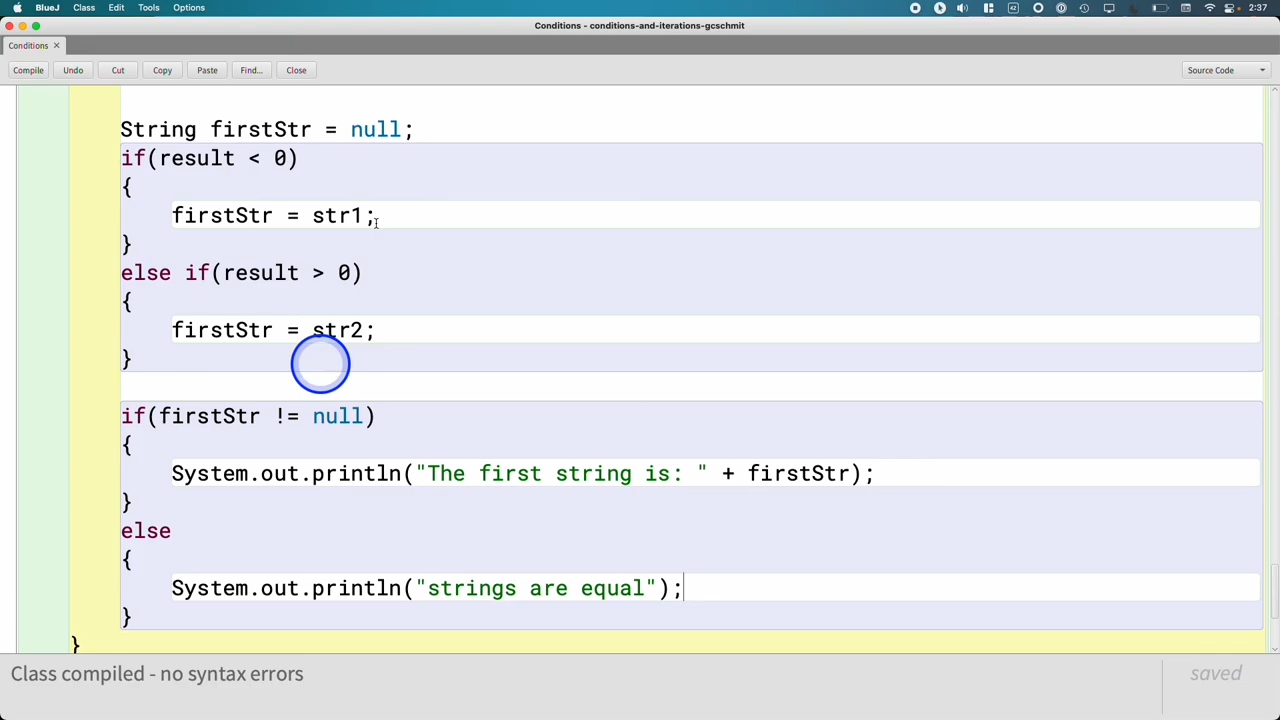 BlueJ Class Edit Tools Options 2:37
Conditions - conditions-and-iterations-gcschmit
Conditions ×
Compile Undo Cut Copy Paste Find... Close Source Code
String firstStr = null;
if(result < 0)
{
firstStr = str1;
}
else if(result > 0)
{
firstStr = str2;
}
if(firstStr != null)
{
System.out.println("The first string is: " + firstStr);
}
else
{
System.out.println("strings are equal");
}
}
Class compiled - no syntax errors saved